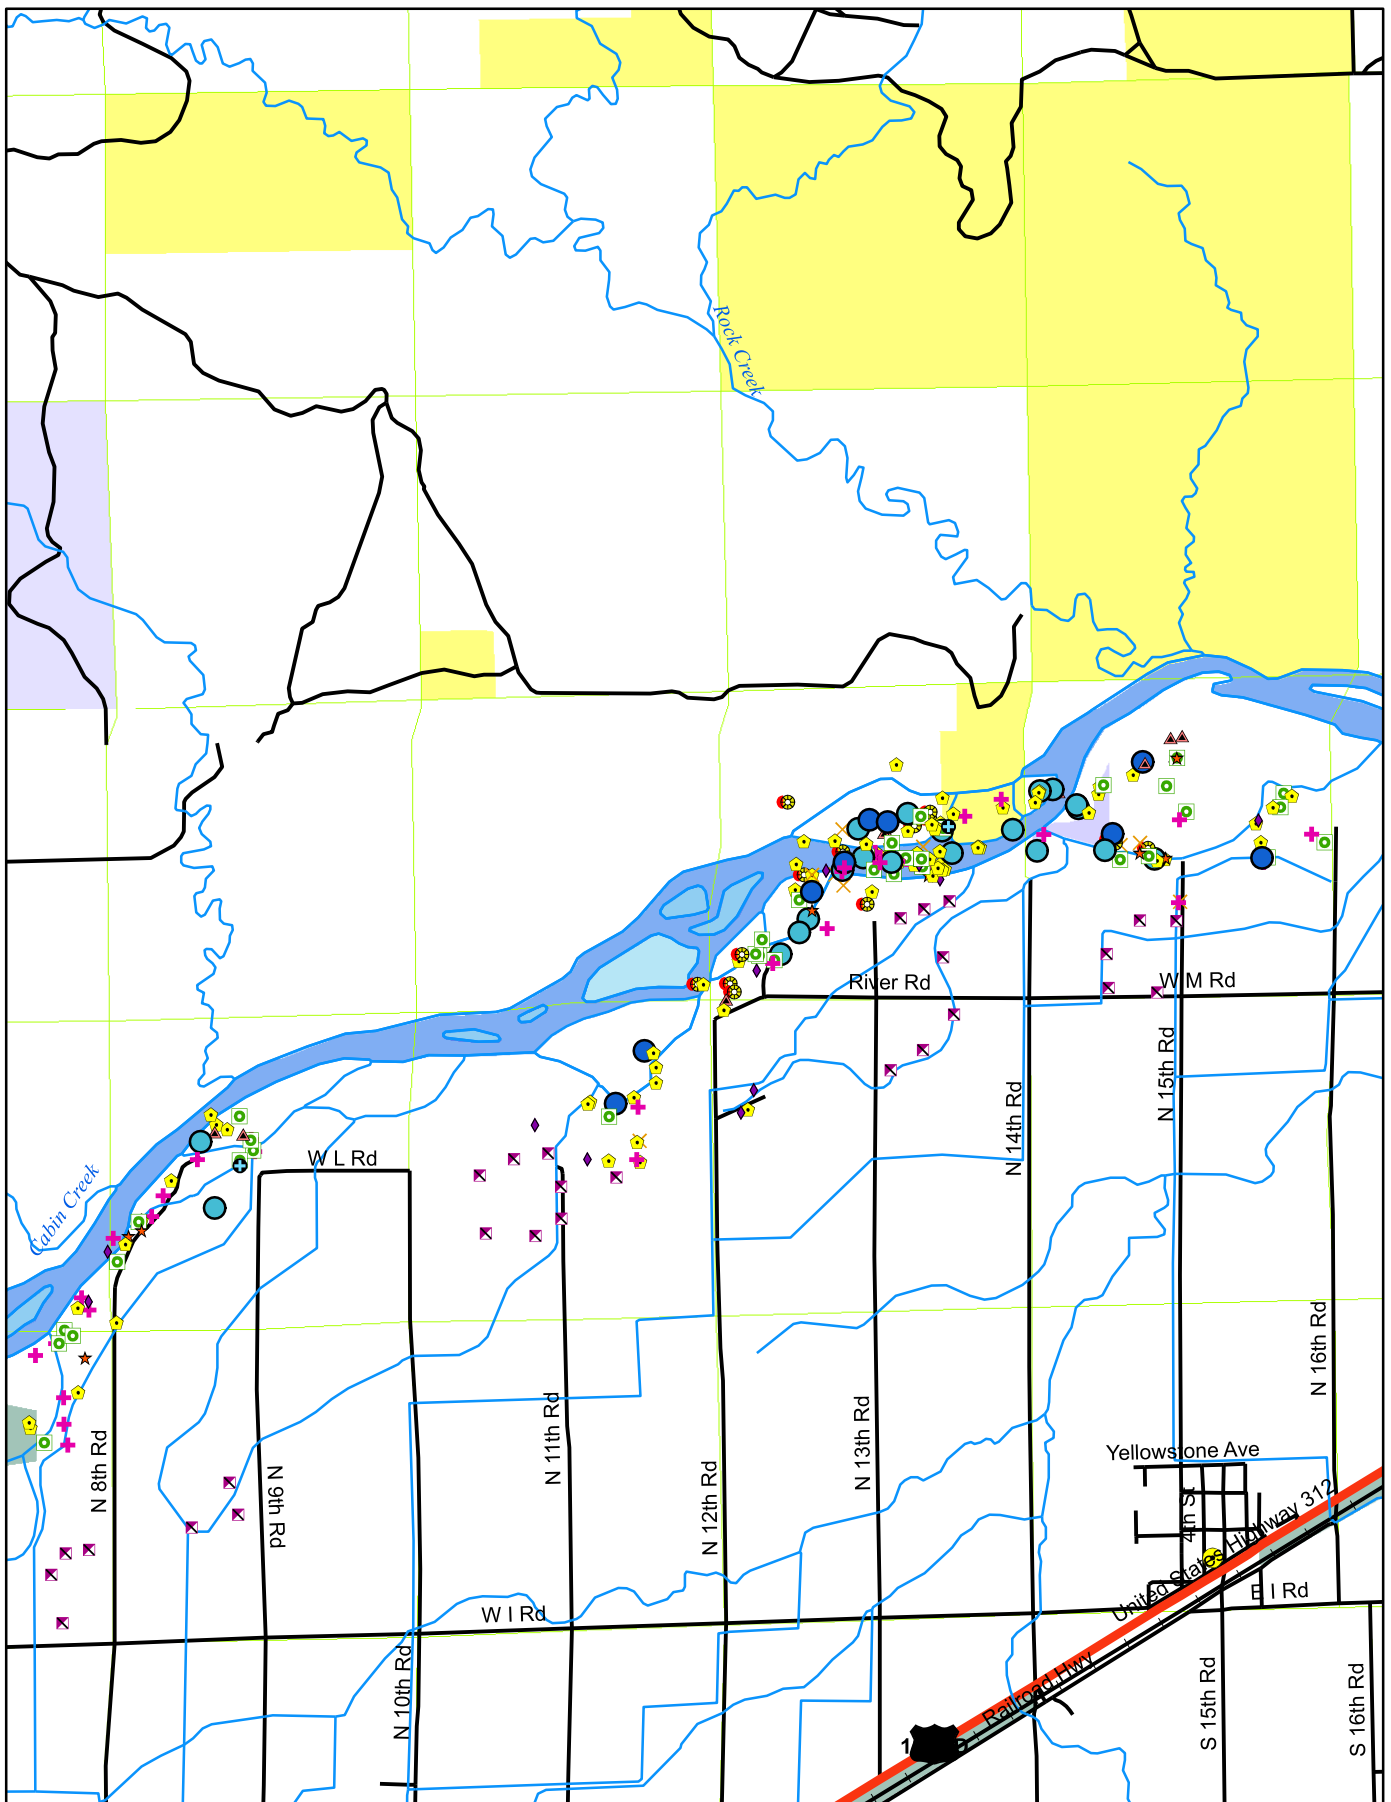 Rock Creek
River Rd
W M Rd
N 15th Rd
N 14th Rd
W L Rd
Cabin Creek
N 16th Rd
N 11th Rd
N 13th Rd
N 8th Rd
N 9th Rd
N 12th Rd
Yellowstone Ave
4th St
United States Highway 312
E I Rd
W I Rd
N 10th Rd
Railroad Hwy
S 15th Rd
S 16th Rd